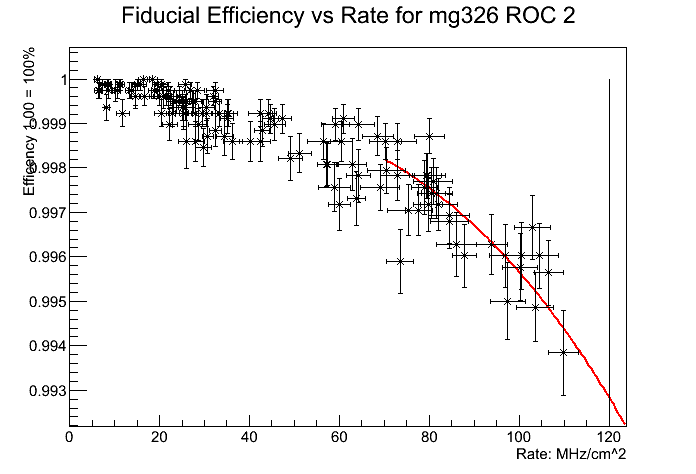 Fiducial Efficiency vs Rate for mg326 ROC 2
Efficency 1.00 = 100%
1
0.999
0.998
0.997
0.996
0.995
0.994
0.993
0 20 40 60 80 100 120
Rate: MHz/cm^2